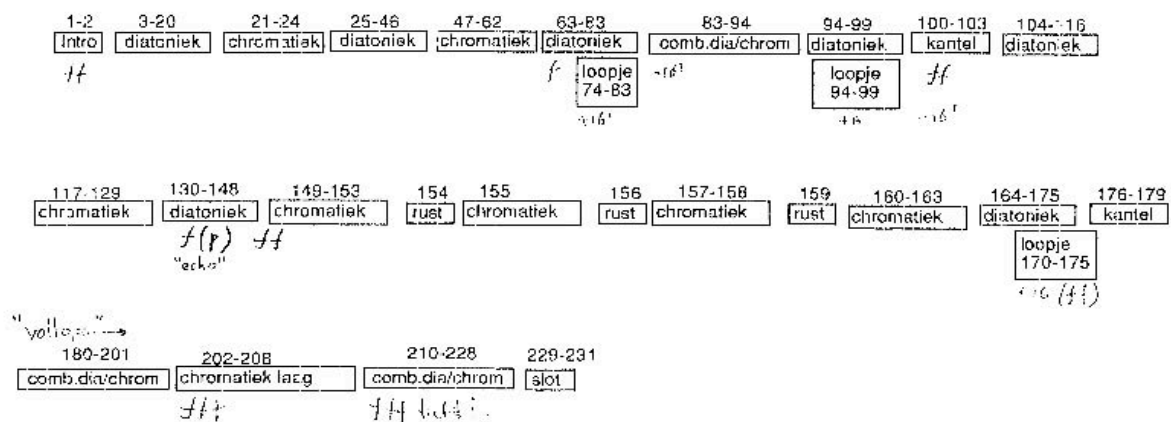 1-2 3-20 21-24 25-46 47-62 63-83 83-94 94-99 100-103 104-116
Intro diatoniek chromatiek diatoniek chromatiek diatoniek comb.dia/chrom diatoniek kantel diatoniek
ff f loopje loopje ff
74-83 94-99
117-129 130-148 149-153 154 155 156 157-158 159 160-163 164-175 176-179
chromatiek diatoniek chromatiek rust chromatiek rust chromatiek rust chromatiek diatoniek kantel
f(p) ff loopje
"echo" 170-175
(ff)
180-201 202-208 210-228 229-231
comb.dia/chrom chromatiek laag comb.dia/chrom slot
fff fff